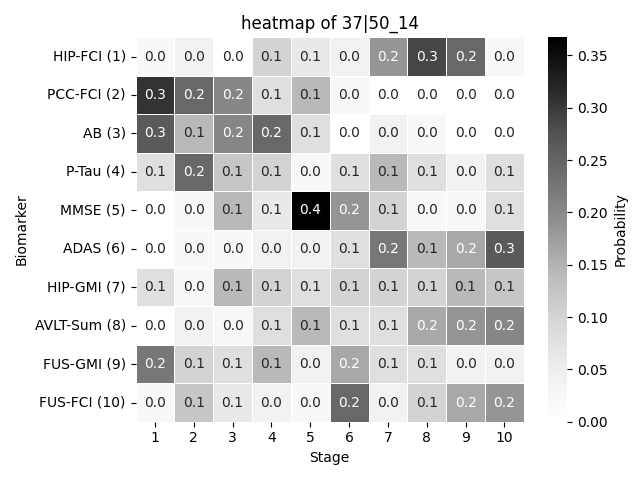 heatmap of 37|50_14
HIP-FCI (1) 0.0 0.0 0.0 0.1 0.1 0.0 0.2 0.3 0.2 0.0
PCC-FCI (2) 0.3 0.2 0.2 0.1 0.1 0.0 0.0 0.0 0.0 0.0
AB (3) 0.3 0.1 0.2 0.2 0.1 0.0 0.0 0.0 0.0 0.0
P-Tau (4) 0.1 0.2 0.1 0.1 0.0 0.1 0.1 0.1 0.0 0.1
MMSE (5) 0.0 0.0 0.1 0.1 0.4 0.2 0.1 0.0 0.0 0.1
ADAS (6) 0.0 0.0 0.0 0.0 0.0 0.1 0.2 0.1 0.2 0.3
HIP-GMI (7) 0.1 0.0 0.1 0.1 0.1 0.1 0.1 0.1 0.1 0.1
AVLT-Sum (8) 0.0 0.0 0.0 0.1 0.1 0.1 0.1 0.2 0.2 0.2
FUS-GMI (9) 0.2 0.1 0.1 0.1 0.0 0.2 0.1 0.1 0.0 0.0
FUS-FCI (10) 0.0 0.1 0.1 0.0 0.0 0.2 0.0 0.1 0.2 0.2
1 2 3 4 5 6 7 8 9 10
Stage
Biomarker
0.35
0.30
0.25
0.20
0.15
0.10
0.05
0.00
Probability